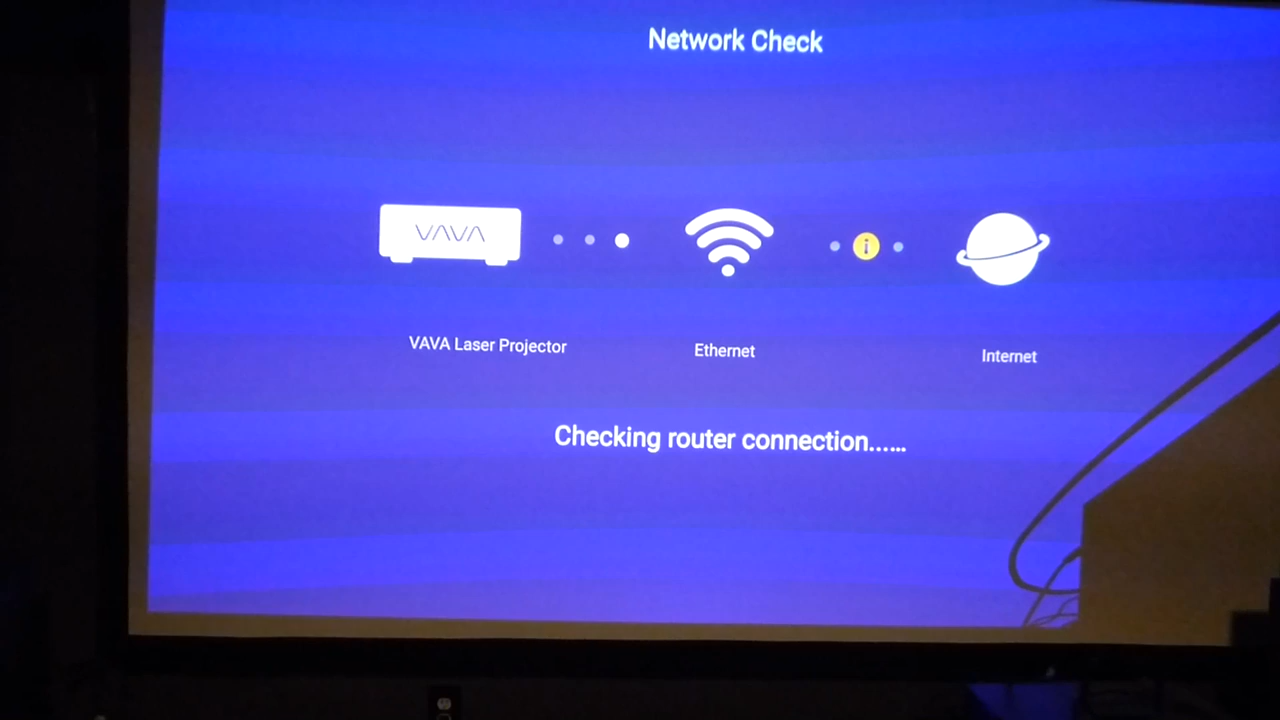 Network Check
VAVA
VAVA Laser Projector
Ethernet
Internet
Checking router connection......